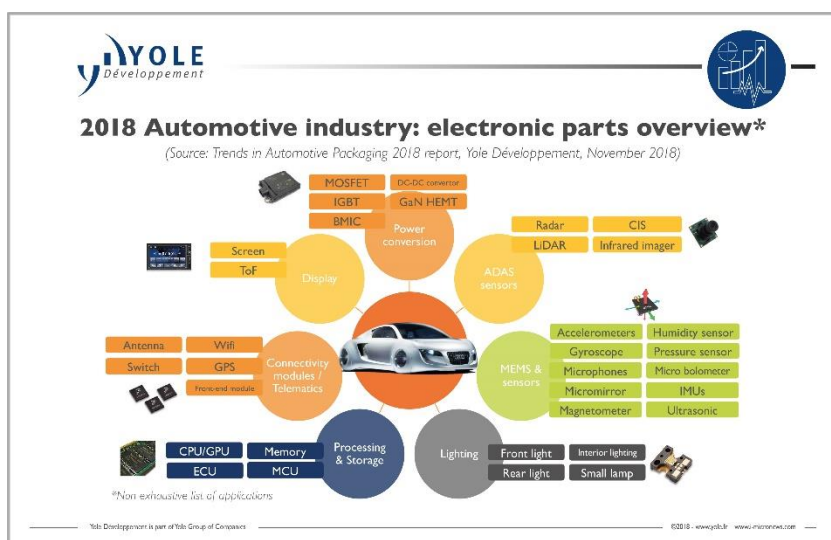 YOLE
Développement
2018 Automotive industry: electronic parts overview*
(Source: Trends in Automotive Packaging 2018 report, Yole Développement, November 2018)
MOSFET
DC-DC convertor
IGBT
GaN HEMT
BMIC
Power
conversion
Radar
CIS
LiDAR
Infrared imager
ADAS
sensors
Screen
ToF
Display
Accelerometers
Humidity sensor
Gyroscope
Pressure sensor
Microphones
Micro bolometer
Micromirror
IMUs
Magnetometer
Ultrasonic
MEMS &
sensors
Antenna
Wifi
Switch
GPS
Front-end module
Connectivity
modules /
Telematics
CPU/GPU
Memory
ECU
MCU
Processing
& Storage
Lighting
Front light
Interior lighting
Rear light
Small lamp
*Non exhaustive list of applications
Yole Développement is part of Yole Group of Companies
©2018 - www.yole.fr - www.i-micronews.com